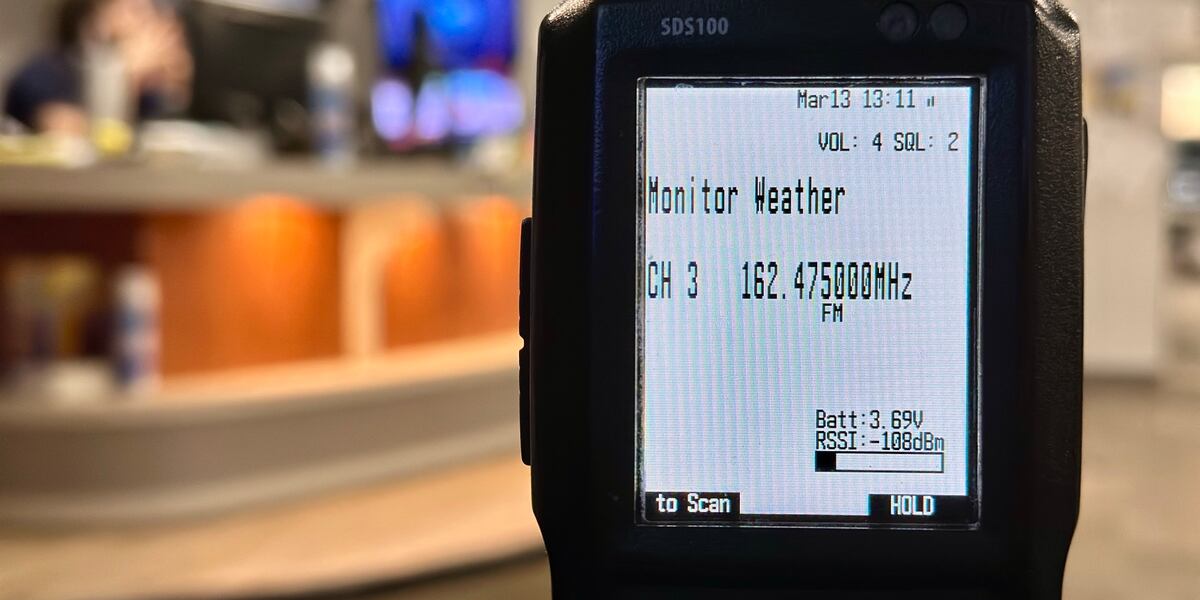 SDS100
Mar13 13:11
VOL: 4 SQL: 2
Monitor Weather
CH 3 162.475000MHz
FM
Batt:3.69V
RSSI:-108dBm
to Scan HOLD